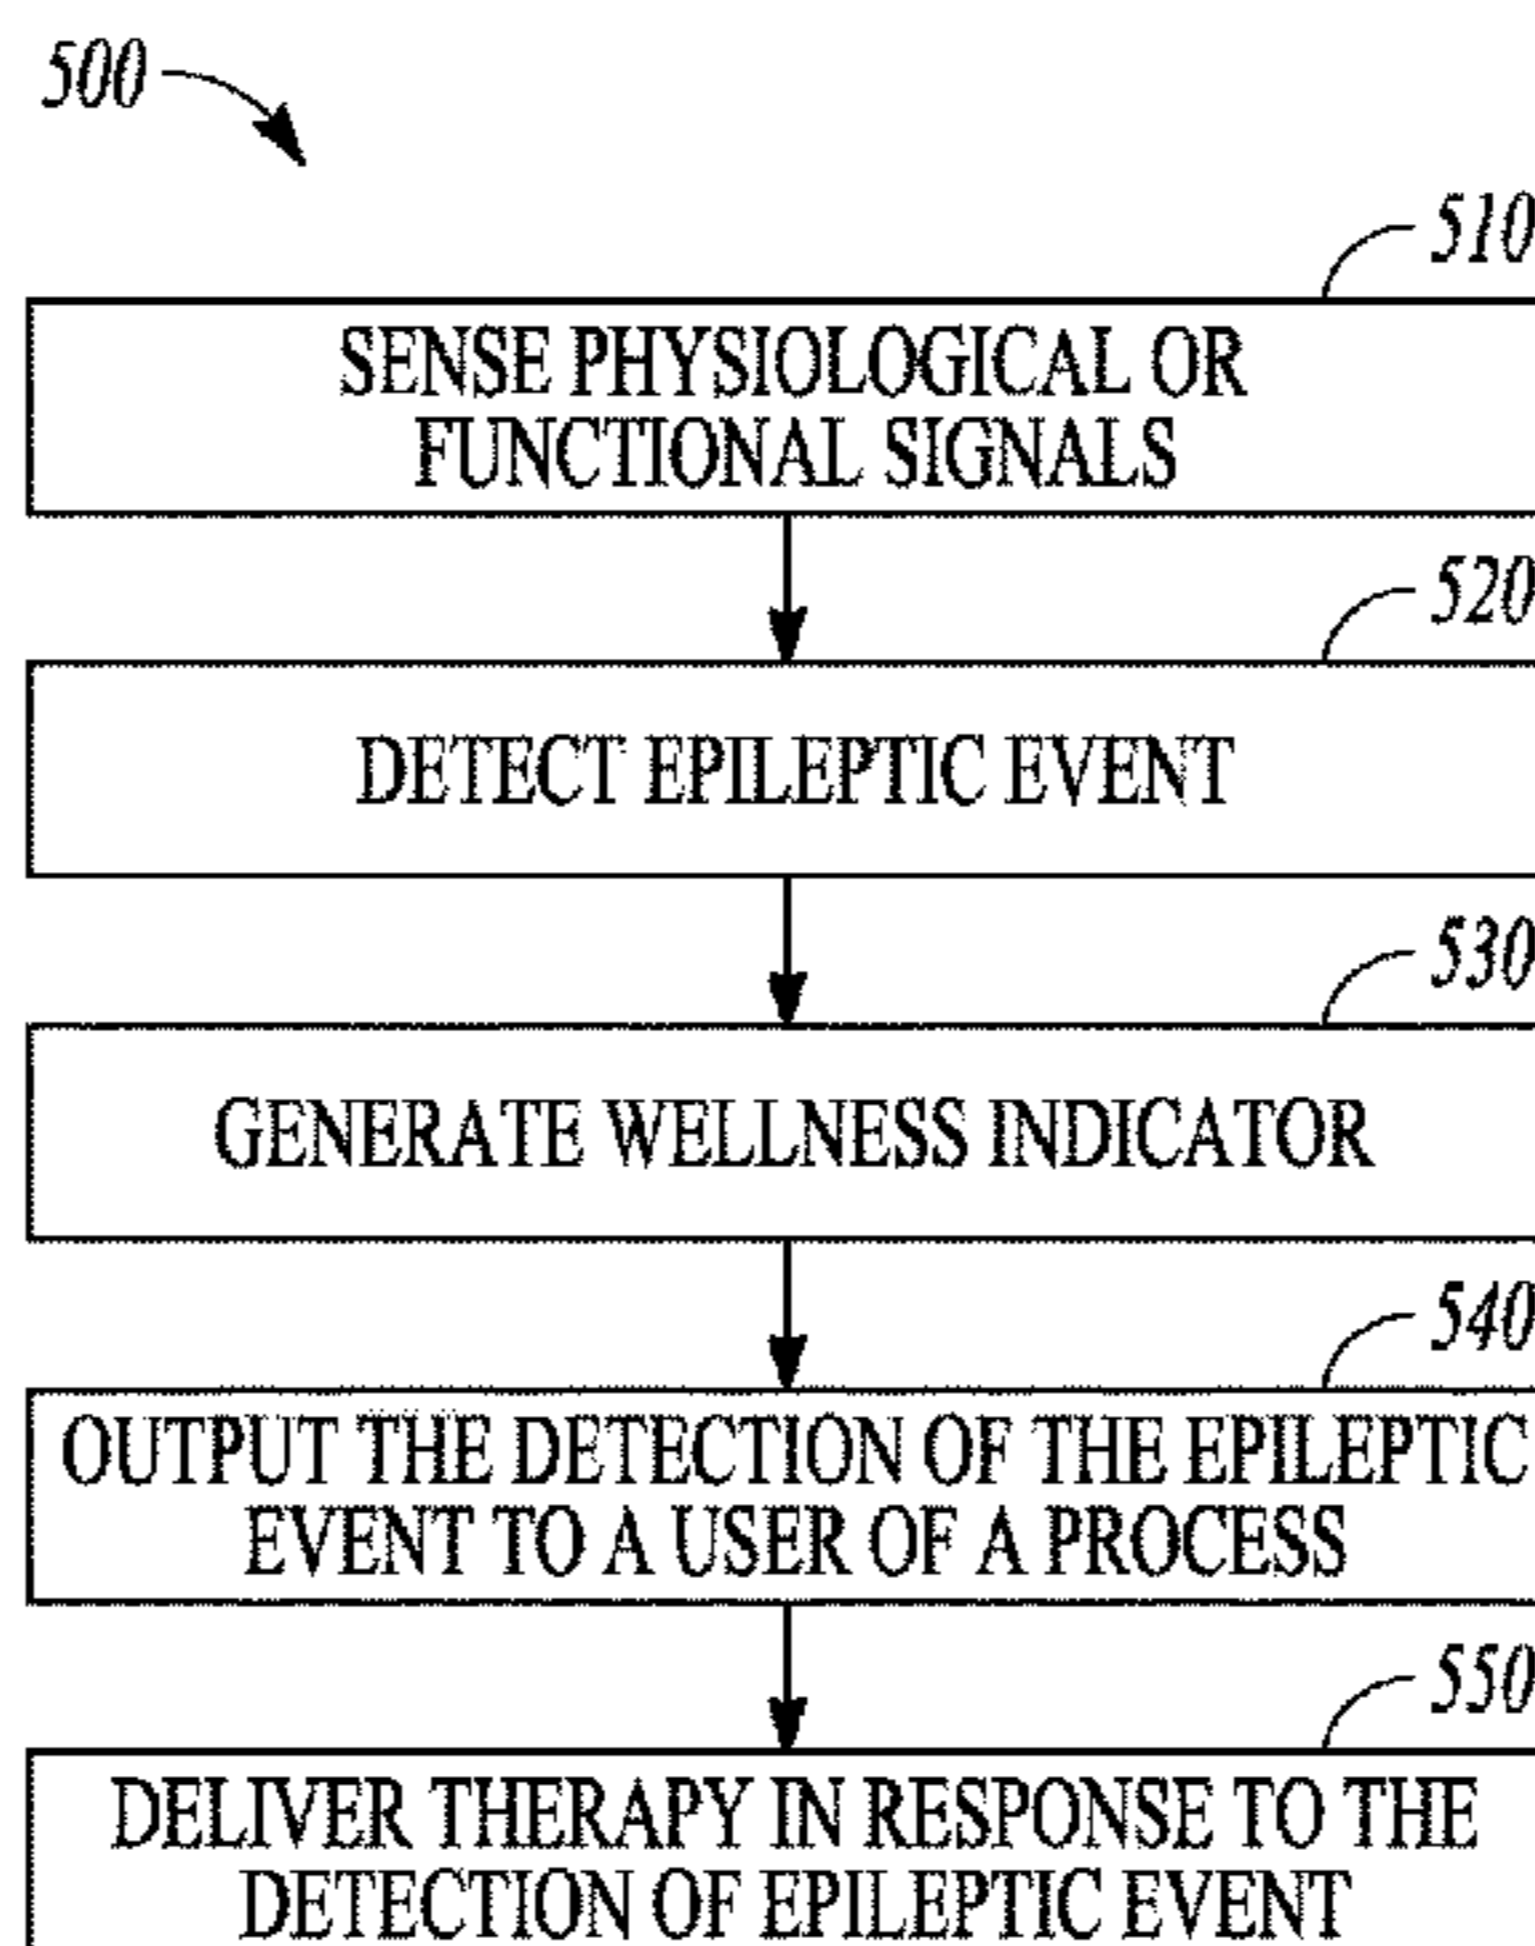 500
510
SENSE PHYSIOLOGICAL OR
FUNCTIONAL SIGNALS
520
DETECT EPILEPTIC EVENT
530
GENERATE WELLNESS INDICATOR
540
OUTPUT THE DETECTION OF THE EPILEPTIC
EVENT TO A USER OF A PROCESS
550
DELIVER THERAPY IN RESPONSE TO THE
DETECTION OF EPILEPTIC EVENT